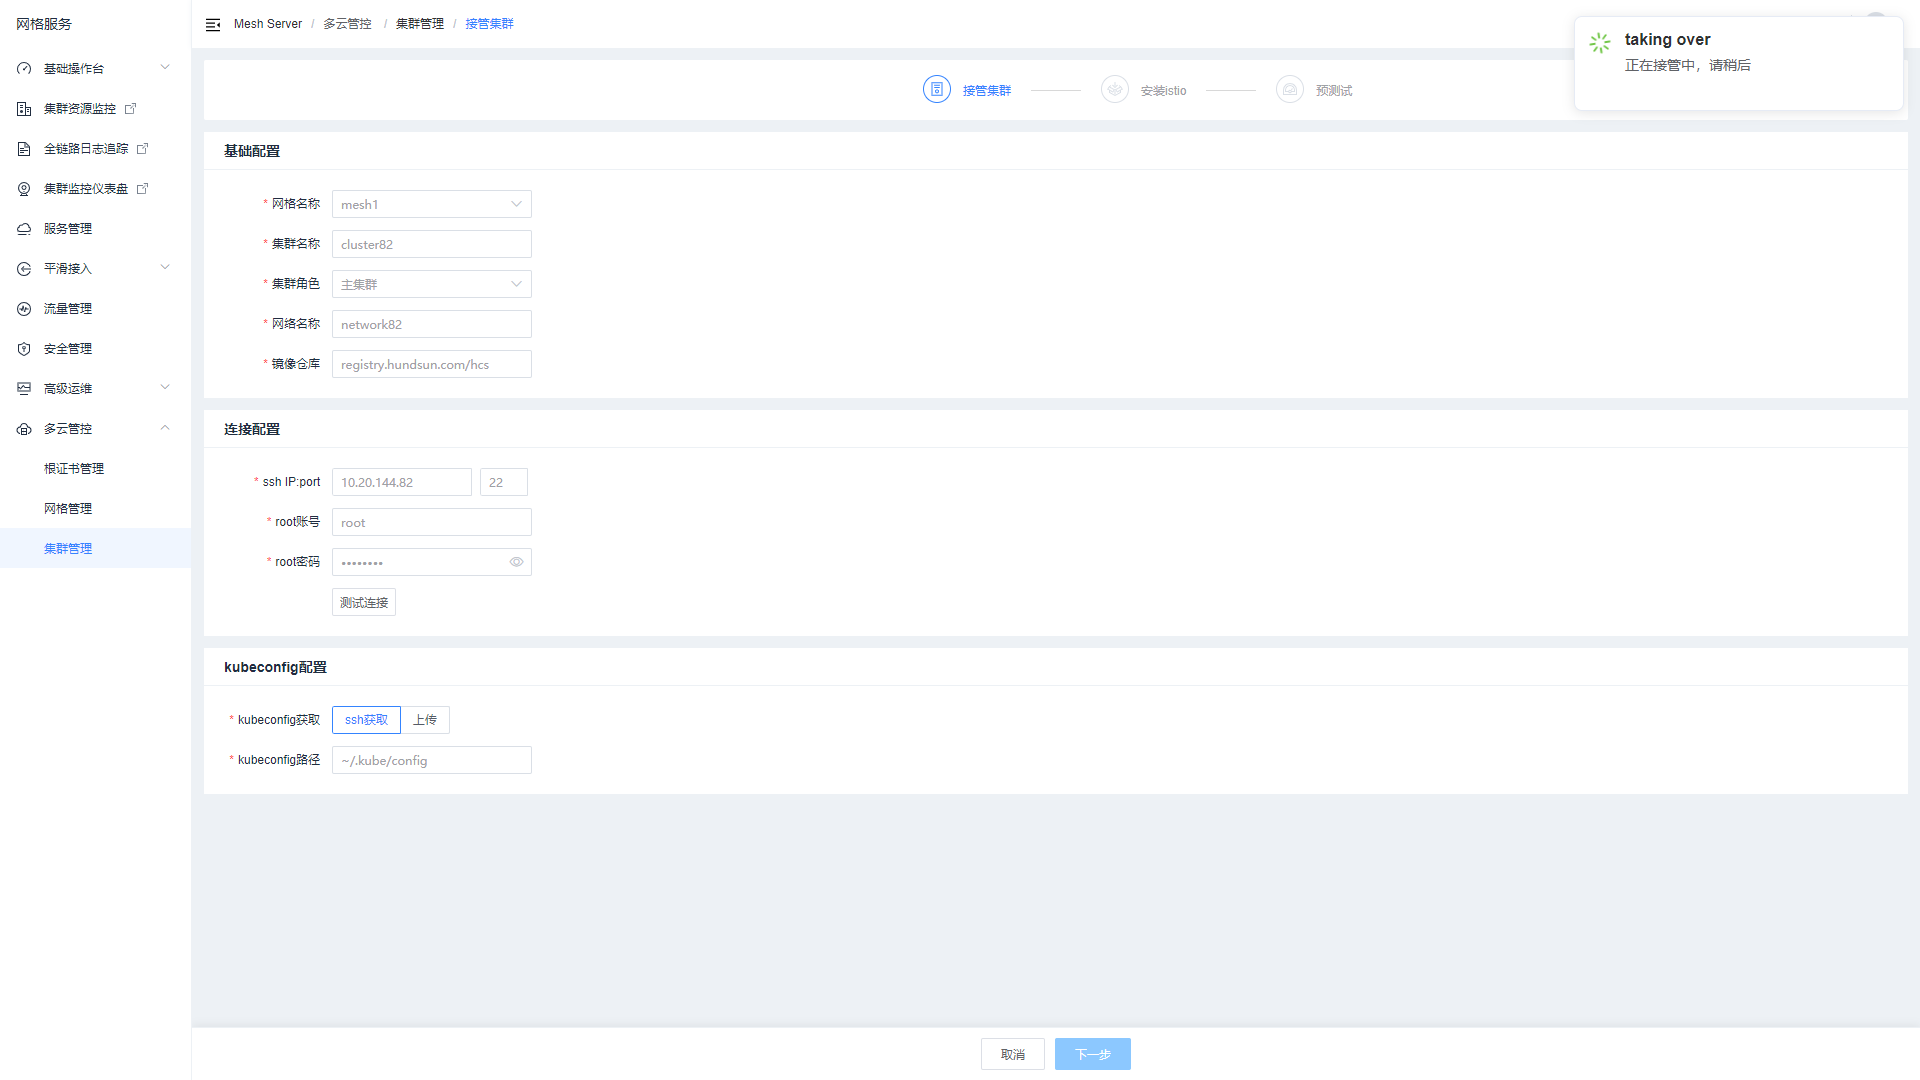 网格服务
Mesh Server / 多云管控 / 集群管理 / 接管集群
taking over
正在接管中，请稍后
基础操作台
集群资源监控
全链路日志追踪
集群监控仪表盘
服务管理
平滑接入
流量管理
安全管理
高级运维
多云管控
根证书管理
网格管理
集群管理
接管集群
安装istio
预测试
基础配置
* 网格名称 mesh1
* 集群名称 cluster82
* 集群角色 主集群
* 网络名称 network82
* 镜像仓库 registry.hundsun.com/hcs
连接配置
* ssh IP:port 10.20.144.82 22
* root账号 root
* root密码 ••••••••
测试连接
kubeconfig配置
* kubeconfig获取 ssh获取 上传
* kubeconfig路径 ~/.kube/config
取消 下一步